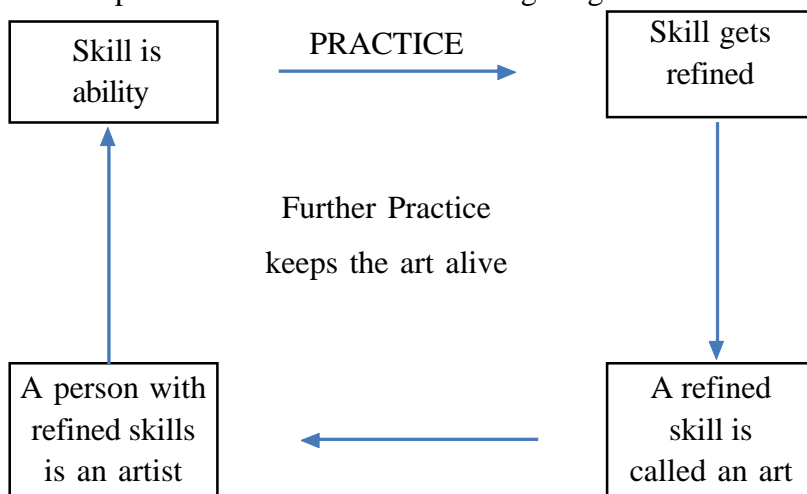 Skill is
ability
PRACTICE
Skill gets
refined
Further Practice
keeps the art alive
A person with
refined skills
is an artist
A refined
skill is
called an art